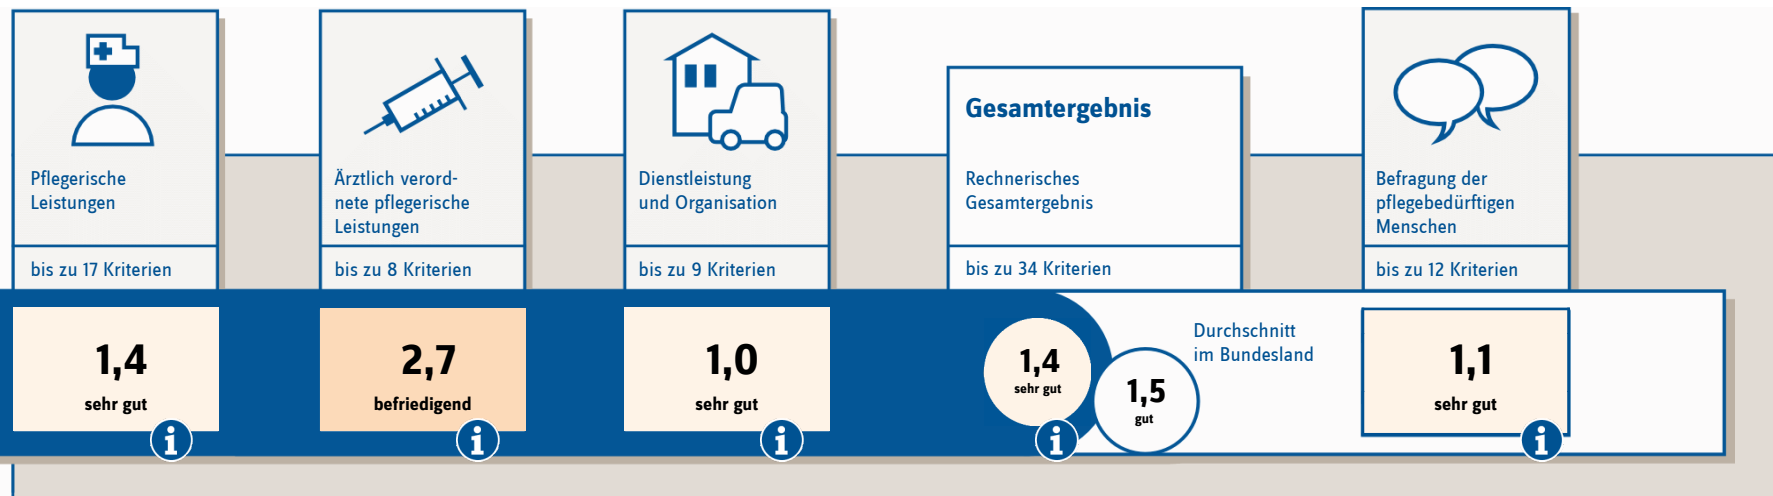 Pflegerische
Leistungen
bis zu 17 Kriterien
1,4
sehr gut
Ärztlich verord-
nete pflegerische
Leistungen
bis zu 8 Kriterien
2,7
befriedigend
Dienstleistung
und Organisation
bis zu 9 Kriterien
1,0
sehr gut
Gesamtergebnis
Rechnerisches
Gesamtergebnis
bis zu 34 Kriterien
1,4
sehr gut
1,5
gut
Durchschnitt
im Bundesland
Befragung der
pflegebedürftigen
Menschen
bis zu 12 Kriterien
1,1
sehr gut